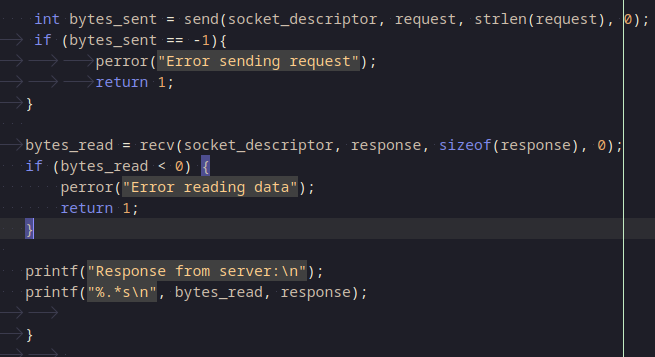 int bytes_sent = send(socket_descriptor, request, strlen(request), 0);
if (bytes_sent == -1){
perror("Error sending request");
return 1;
}
bytes_read = recv(socket_descriptor, response, sizeof(response), 0);
if (bytes_read < 0) {
perror("Error reading data");
return 1;
}
printf("Response from server:\n");
printf("%.*s\n", bytes_read, response);
}